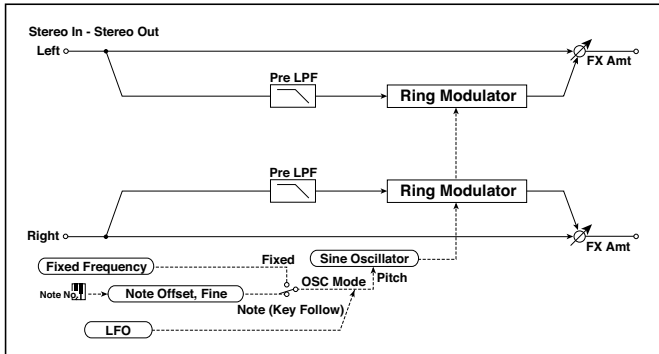 Stereo In - Stereo Out
Left
FX Amt
Pre LPF
Ring Modulator
Pre LPF
Ring Modulator
Right
FX Amt
Fixed
Sine Oscillator
Fixed Frequency
OSC Mode
Pitch
Note No.
Note Offset, Fine
Note (Key Follow)
LFO